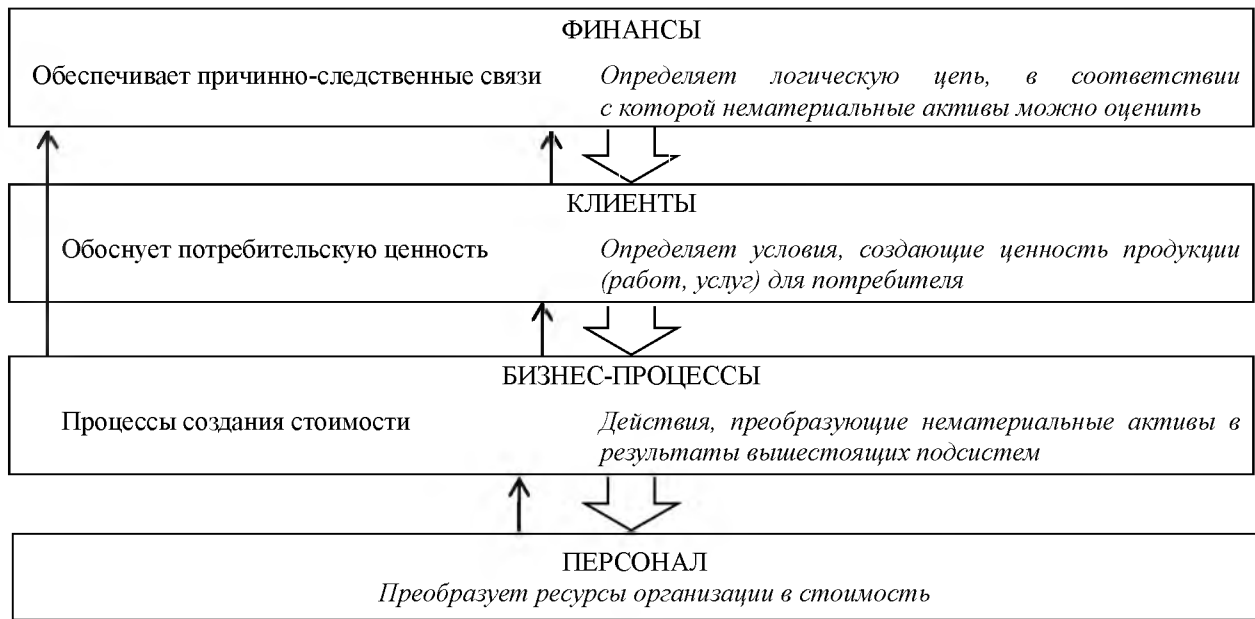 ФИНАНСЫ
Обеспечивает причинно-следственные связи
Определяет логическую цепь, в соответствии
с которой нематериальные активы можно оценить
КЛИЕНТЫ
Обоснует потребительскую ценность
Определяет условия, создающие ценность продукции
(работ, услуг) для потребителя
БИЗНЕС-ПРОЦЕССЫ
Процессы создания стоимости
Действия, преобразующие нематериальные активы в
результаты вышестоящих подсистем
ПЕРСОНАЛ
Преобразует ресурсы организации в стоимость